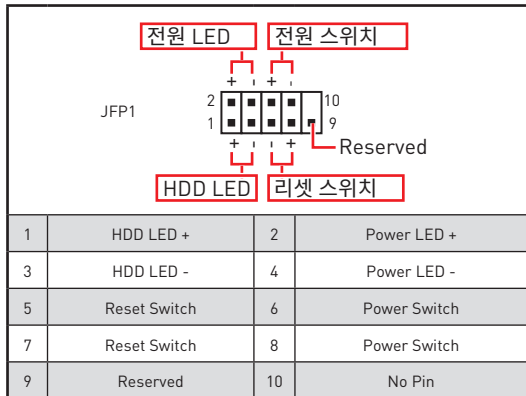 전원 LED 전원 스위치
+ - + -
JFP1
2 10
1 9
+ - - +
Reserved
HDD LED 리셋 스위치
1 HDD LED + 2 Power LED +
3 HDD LED - 4 Power LED -
5 Reset Switch 6 Power Switch
7 Reset Switch 8 Power Switch
9 Reserved 10 No Pin